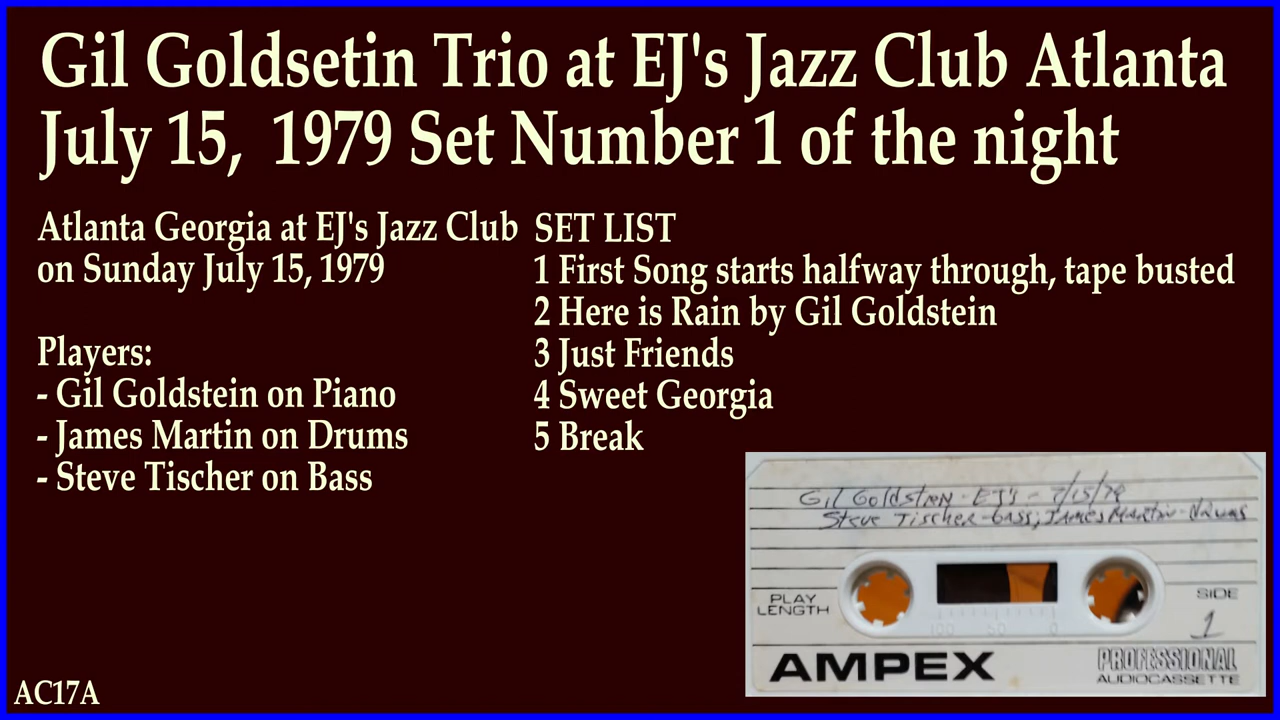 Gil Goldsetin Trio at EJ's Jazz Club Atlanta
July 15, 1979 Set Number 1 of the night
Atlanta Georgia at EJ's Jazz Club
on Sunday July 15, 1979
Players:
- Gil Goldstein on Piano
- James Martin on Drums
- Steve Tischer on Bass
SET LIST
1 First Song starts halfway through, tape busted
2 Here is Rain by Gil Goldstein
3 Just Friends
4 Sweet Georgia
5 Break
Gil Goldstein - EJ's - 7/15/79
Steve Tischer-bass; James Martin-drums
PLAY
LENGTH
100 50 0
SIDE
1
AMPEX
PROFESSIONAL
AUDIOCASSETTE
AC17A